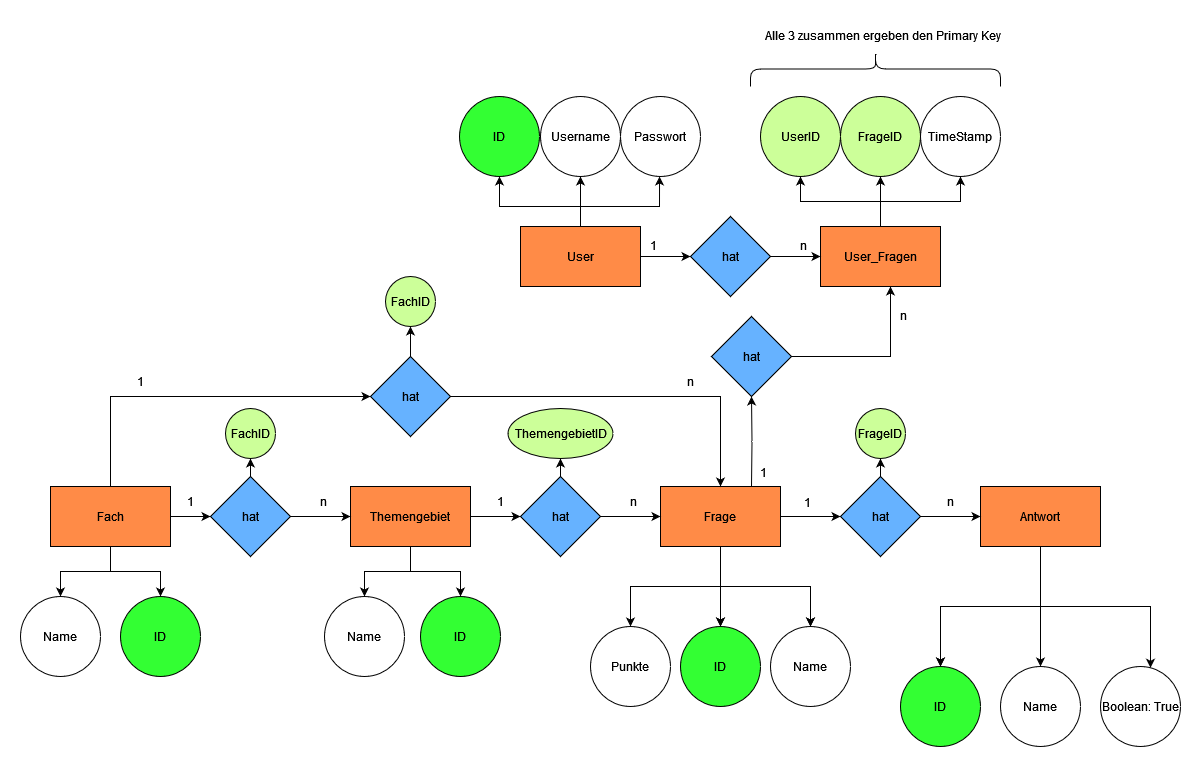 Alle 3 zusammen ergeben den Primary Key
ID
Username
Passwort
UserID
FrageID
TimeStamp
User
1
hat
n
User_Fragen
FachID
n
hat
1
hat
n
FachID
ThemengebietID
FrageID
1
Fach
1
hat
n
Themengebiet
1
hat
n
Frage
1
hat
n
Antwort
Name
ID
Name
ID
Punkte
ID
Name
ID
Name
Boolean: True